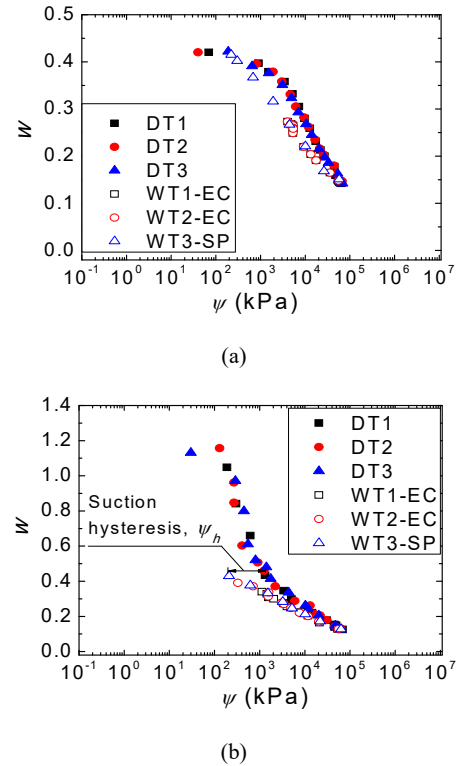 (a)
w
0.5
0.4
0.3
0.2
0.1
0.0
DT1
DT2
DT3
WT1-EC
WT2-EC
WT3-SP
10⁻¹ 10⁰ 10¹ 10² 10³ 10⁴ 10⁵ 10⁶ 10⁷
ψ (kPa)
(a)
w
1.4
1.2
1.0
0.8
0.6
0.4
0.2
0.0
Suction
hysteresis, ψₕ
DT1
DT2
DT3
WT1-EC
WT2-EC
WT3-SP
10⁻¹ 10⁰ 10¹ 10² 10³ 10⁴ 10⁵ 10⁶ 10⁷
ψ (kPa)
(b)